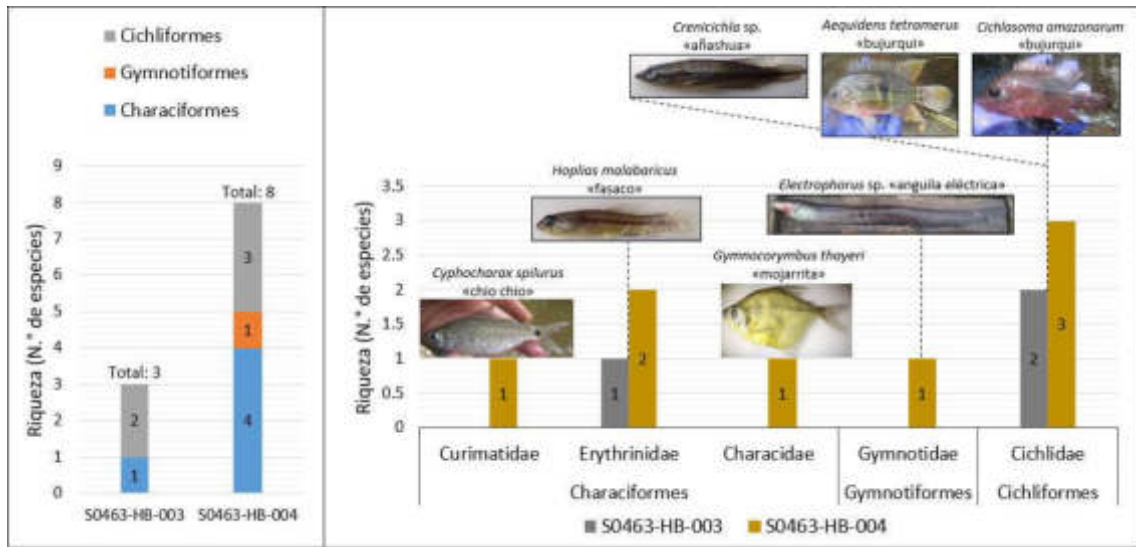 Cichliformes
Gymnotiformes
Characiformes
Riqueza (N.° de especies)
9
8
7
6
5
4
3
2
1
0
Total: 3
2
1
Total: 8
3
1
4
S0463-HB-003
S0463-HB-004
Crenicichla sp.
«añashua»
Aequidens tetramerus
«bujurqui»
Cichlasoma amazonarum
«bujurqui»
Hoplias malabaricus
«fasaco»
Electrophorus sp. «anguila eléctrica»
Cyphocharax spilurus
«chio chio»
Gymnocorymbus thayeri
«mojarrita»
Riqueza (N.° de especies)
3.5
3
2.5
2
1.5
1
0.5
0
1
1
2
1
1
2
3
Curimatidae
Erythrinidae
Characidae
Gymnotidae
Cichlidae
Characiformes
Gymnotiformes
Cichliformes
S0463-HB-003
S0463-HB-004